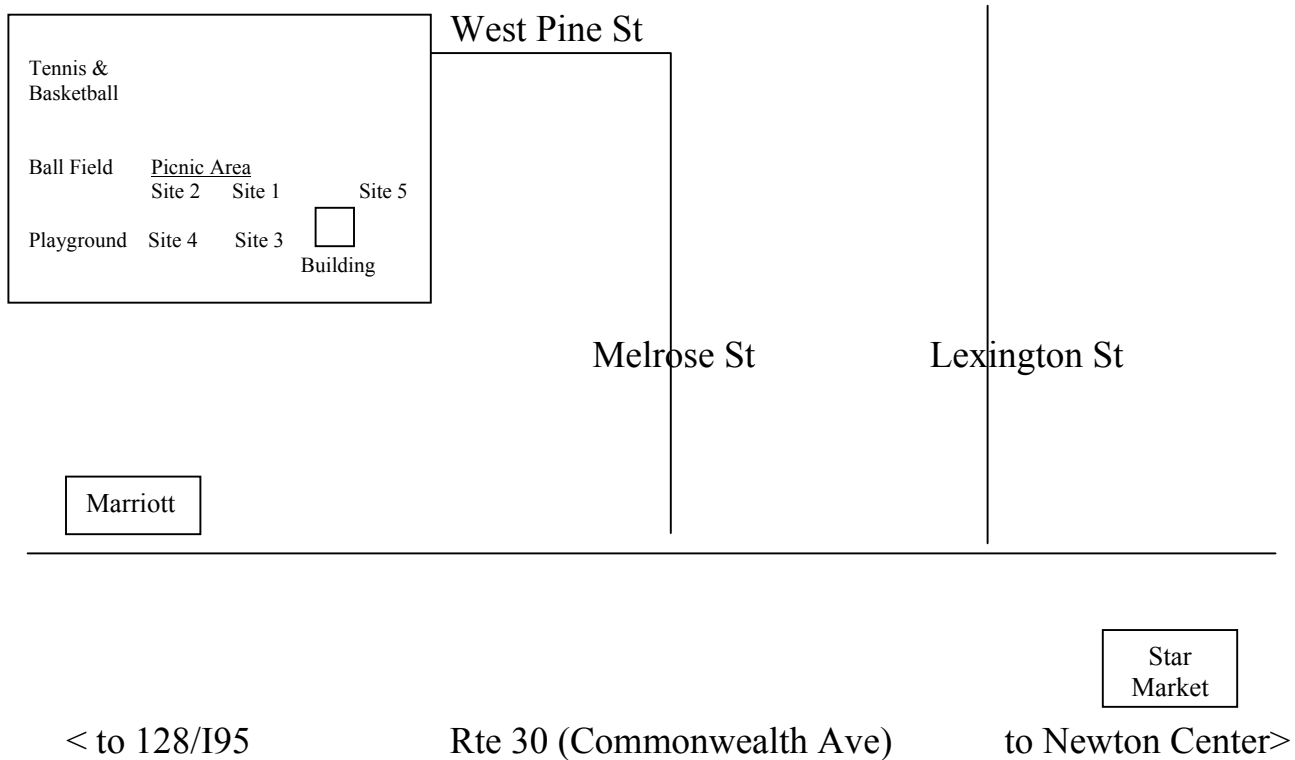 West Pine St
Tennis &
Basketball
Ball Field Picnic Area
Site 2 Site 1 Site 5
Playground Site 4 Site 3
Building
Melrose St Lexington St
Marriott
Star
Market
< to 128/I95 Rte 30 (Commonwealth Ave) to Newton Center>